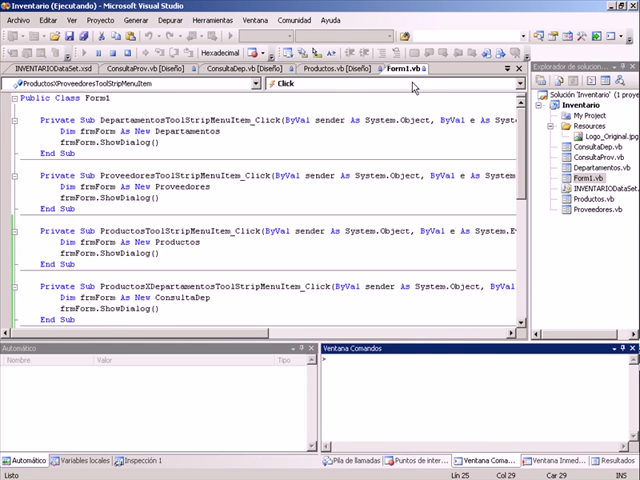 Inventario (Ejecutando) - Microsoft Visual Studio
Archivo Editar Ver Proyecto Generar Depurar Herramientas Ventana Comunidad Ayuda
Hexadecimal
INVENTARIODataSet.xsd ConsultaProv.vb [Diseño] ConsultaDep.vb [Diseño] Productos.vb [Diseño] Form1.vb
ProductosXProveedoresToolStripMenuItem Click
Public Class Form1
Private Sub DepartamentosToolStripMenuItem_Click(ByVal sender As System.Object, ByVal e As Syste
Dim frmForm As New Departamentos
frmForm.ShowDialog()
End Sub
Private Sub ProveedoresToolStripMenuItem_Click(ByVal sender As System.Object, ByVal e As System
Dim frmForm As New Proveedores
frmForm.ShowDialog()
End Sub
Private Sub ProductosToolStripMenuItem_Click(ByVal sender As System.Object, ByVal e As System.Ev
Dim frmForm As New Productos
frmForm.ShowDialog()
End Sub
Private Sub ProductosXDepartamentosToolStripMenuItem_Click(ByVal sender As System.Object, ByVal
Dim frmForm As New ConsultaDep
frmForm.ShowDialog()
End Sub
Explorador de solucion...
Solución 'Inventario' (1 proye
Inventario
My Project
Resources
Logo_Original.jpg
ConsultaDep.vb
ConsultaProv.vb
Departamentos.vb
Form1.vb
INVENTARIODataSet.
Productos.vb
Proveedores.vb
Automático
Nombre Valor Tipo
Ventana Comandos
>
Automático Variables locales Inspección 1
Pila de llamadas Puntos de inter... Ventana Coma... Ventana Inmed... Resultados
Listo Lín 25 Col 29 Car 29 INS